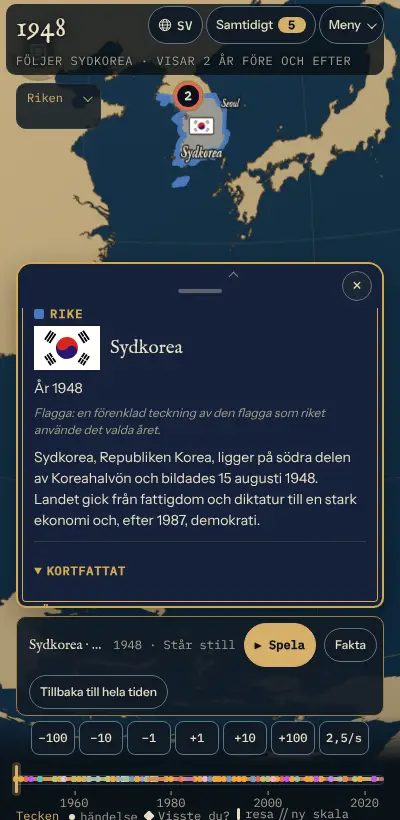 1948
SV
Samtidigt 5
Meny
FÖLJER SYDKOREA · VISAR 2 ÅR FÖRE OCH EFTER
Riken
2
Seoul
Sydkorea
×
RIKE
Sydkorea
År 1948
Flagga: en förenklad teckning av den flagga som riket
använde det valda året.
Sydkorea, Republiken Korea, ligger på södra delen
av Koreahalvön och bildades 15 augusti 1948.
Landet gick från fattigdom och diktatur till en stark
ekonomi och, efter 1987, demokrati.
▼ KORTFATTAT
Sydkorea · ... 1948 · Står still ▶ Spela Fakta
Tillbaka till hela tiden
−100 −10 −1 +1 +10 +100 2,5/s
1960 1980 2000 2020
Tecken händelse Visste du? resa // ny skala